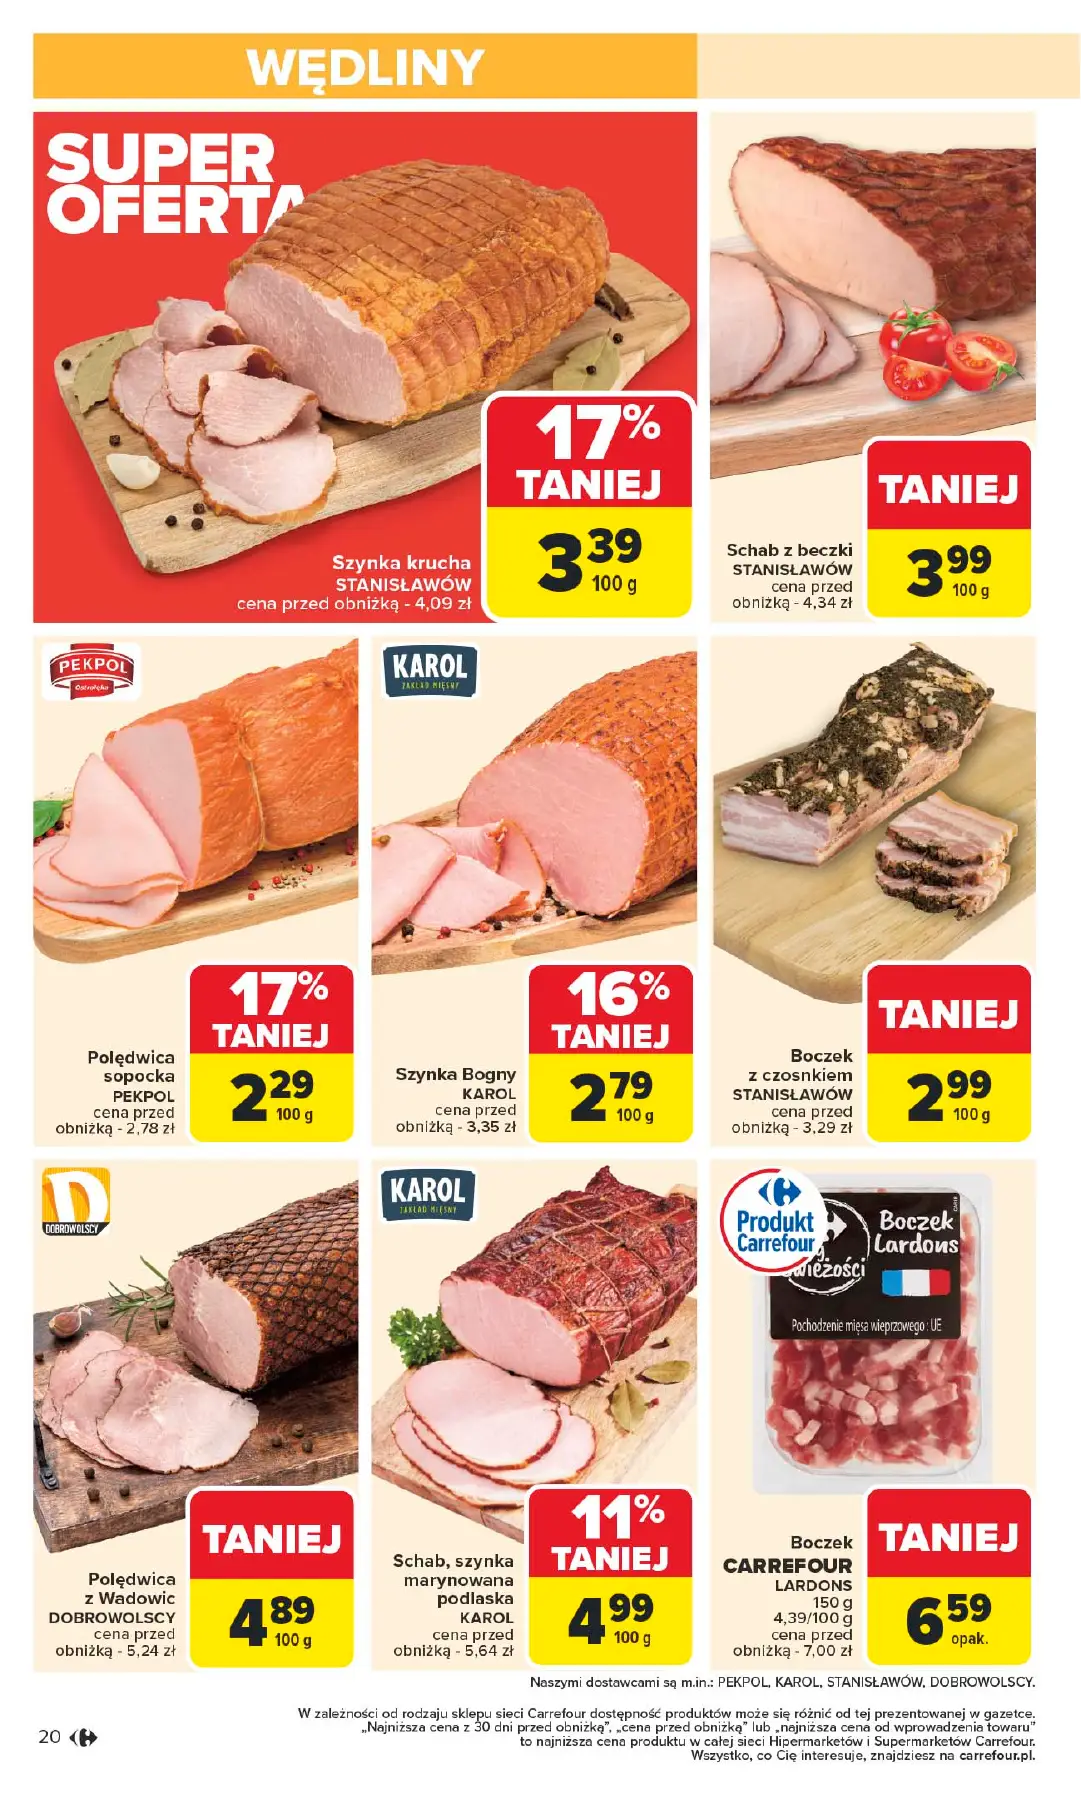 WĘDLINY
SUPER
OFERTA
17%
TANIEJ
3 39
100 g
Szynka krucha
STANISŁAWÓW
cena przed obniżką - 4,09 zł
TANIEJ
3 99
100 g
Schab z beczki
STANISŁAWÓW
cena przed
obniżką - 4,34 zł
PEKPOL
Ostrołęka
17%
TANIEJ
2 29
100 g
Polędwica
sopocka
PEKPOL
cena przed
obniżką - 2,78 zł
KAROL
ZAKŁAD MIĘSNY
16%
TANIEJ
2 79
100 g
Szynka Bogny
KAROL
cena przed
obniżką - 3,35 zł
TANIEJ
2 99
100 g
Boczek
z czosnkiem
STANISŁAWÓW
cena przed
obniżką - 3,29 zł
D
DOBROWOLSCY
TANIEJ
4 89
100 g
Polędwica
z Wadowic
DOBROWOLSCY
cena przed
obniżką - 5,24 zł
KAROL
ZAKŁAD MIĘSNY
11%
TANIEJ
4 99
100 g
Schab, szynka
marynowana
podlaska
KAROL
cena przed
obniżką - 5,64 zł
Produkt
Carrefour
Boczek
Lardons
Pochodzenie mięsa wieprzowego: UE
TANIEJ
6 59
opak.
Boczek
CARREFOUR
LARDONS
150 g
4,39/100 g
cena przed
obniżką - 7,00 zł
Naszymi dostawcami są m.in.: PEKPOL, KAROL, STANISŁAWÓW, DOBROWOLSCY.
W zależności od rodzaju sklepu sieci Carrefour dostępność produktów może się różnić od tej prezentowanej w gazetce.
„Najniższa cena z 30 dni przed obniżką”, „cena przed obniżką” lub „najniższa cena od wprowadzenia towaru”
to najniższa cena produktu w całej sieci Hipermarketów i Supermarketów Carrefour.
Wszystko, co Cię interesuje, znajdziesz na carrefour.pl.
20